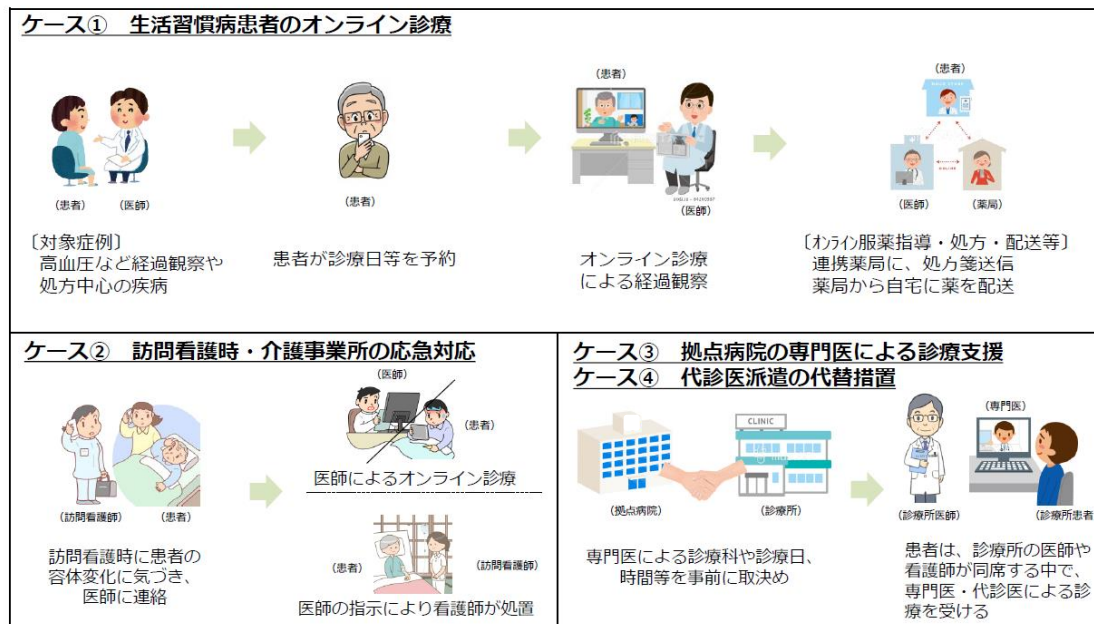 ケース① 生活習慣病患者のオンライン診療
(患者)
(医師)
〔対象症例〕
高血圧など経過観察や
処方中心の疾病
(患者)
患者が診療日等を予約
(患者)
(医師)
オンライン診療
による経過観察
(患者)
(医師)
(薬局)
〔オンライン服薬指導・処方・配送等〕
連携薬局に、処方箋送信
薬局から自宅に薬を配送
ケース② 訪問看護時・介護事業所の応急対応
(訪問看護師)
(患者)
訪問看護時に患者の
容体変化に気づき、
医師に連絡
(医師)
(患者)
医師によるオンライン診療
(患者)
(訪問看護師)
医師の指示により看護師が処置
ケース③ 拠点病院の専門医による診療支援
ケース④ 代診医派遣の代替措置
CLINIC
(拠点病院)
(診療所)
専門医による診療科や診療日、
時間等を事前に取決め
(専門医)
(診療所医師)
(診療所患者)
患者は、診療所の医師や
看護師が同席する中で、
専門医・代診医による診
療を受ける